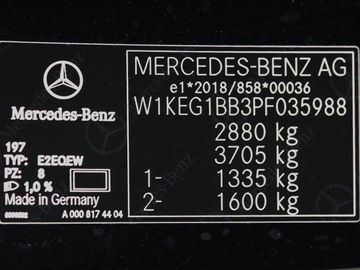 Mercedes-Benz
197
TYP: E2EQEW
PZ: 8
1,0 %
Made in Germany
A 000 817 44 04
MERCEDES-BENZ AG
e1*2018/858*00036
W1KEG1BB3PF035988
2880 kg
3705 kg
1- 1335 kg
2- 1600 kg